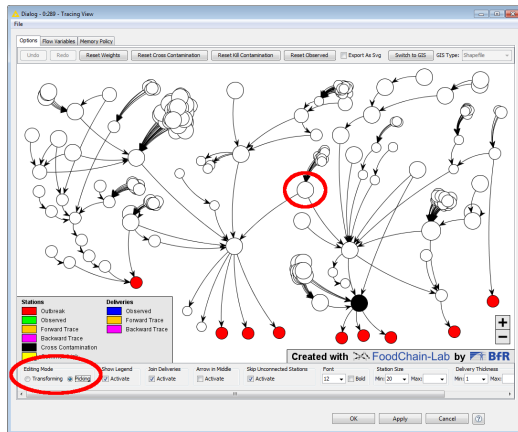 Dialog - 0:289 - Tracing View
File
Options Flow Variables Memory Policy
Undo Redo Reset Weights Reset Cross Contamination Reset Kill Contamination Reset Observed Export As Svg Switch to GIS GIS Type: Shapefile
Stations Deliveries
Outbreak Observed
Observed Forward Trace
Forward Trace Backward Trace
Backward Trace
Cross Contamination
+
-
Created with FoodChain-Lab by BfR
Editing Mode Show Legend Join Deliveries Arrow in Middle Skip Unconnected Stations Font Station Size Delivery Thickness
Transforming Picking Activate Activate Activate Activate 12 Bold Min: 20 Max: Min: 1 Max:
OK Apply Cancel ?